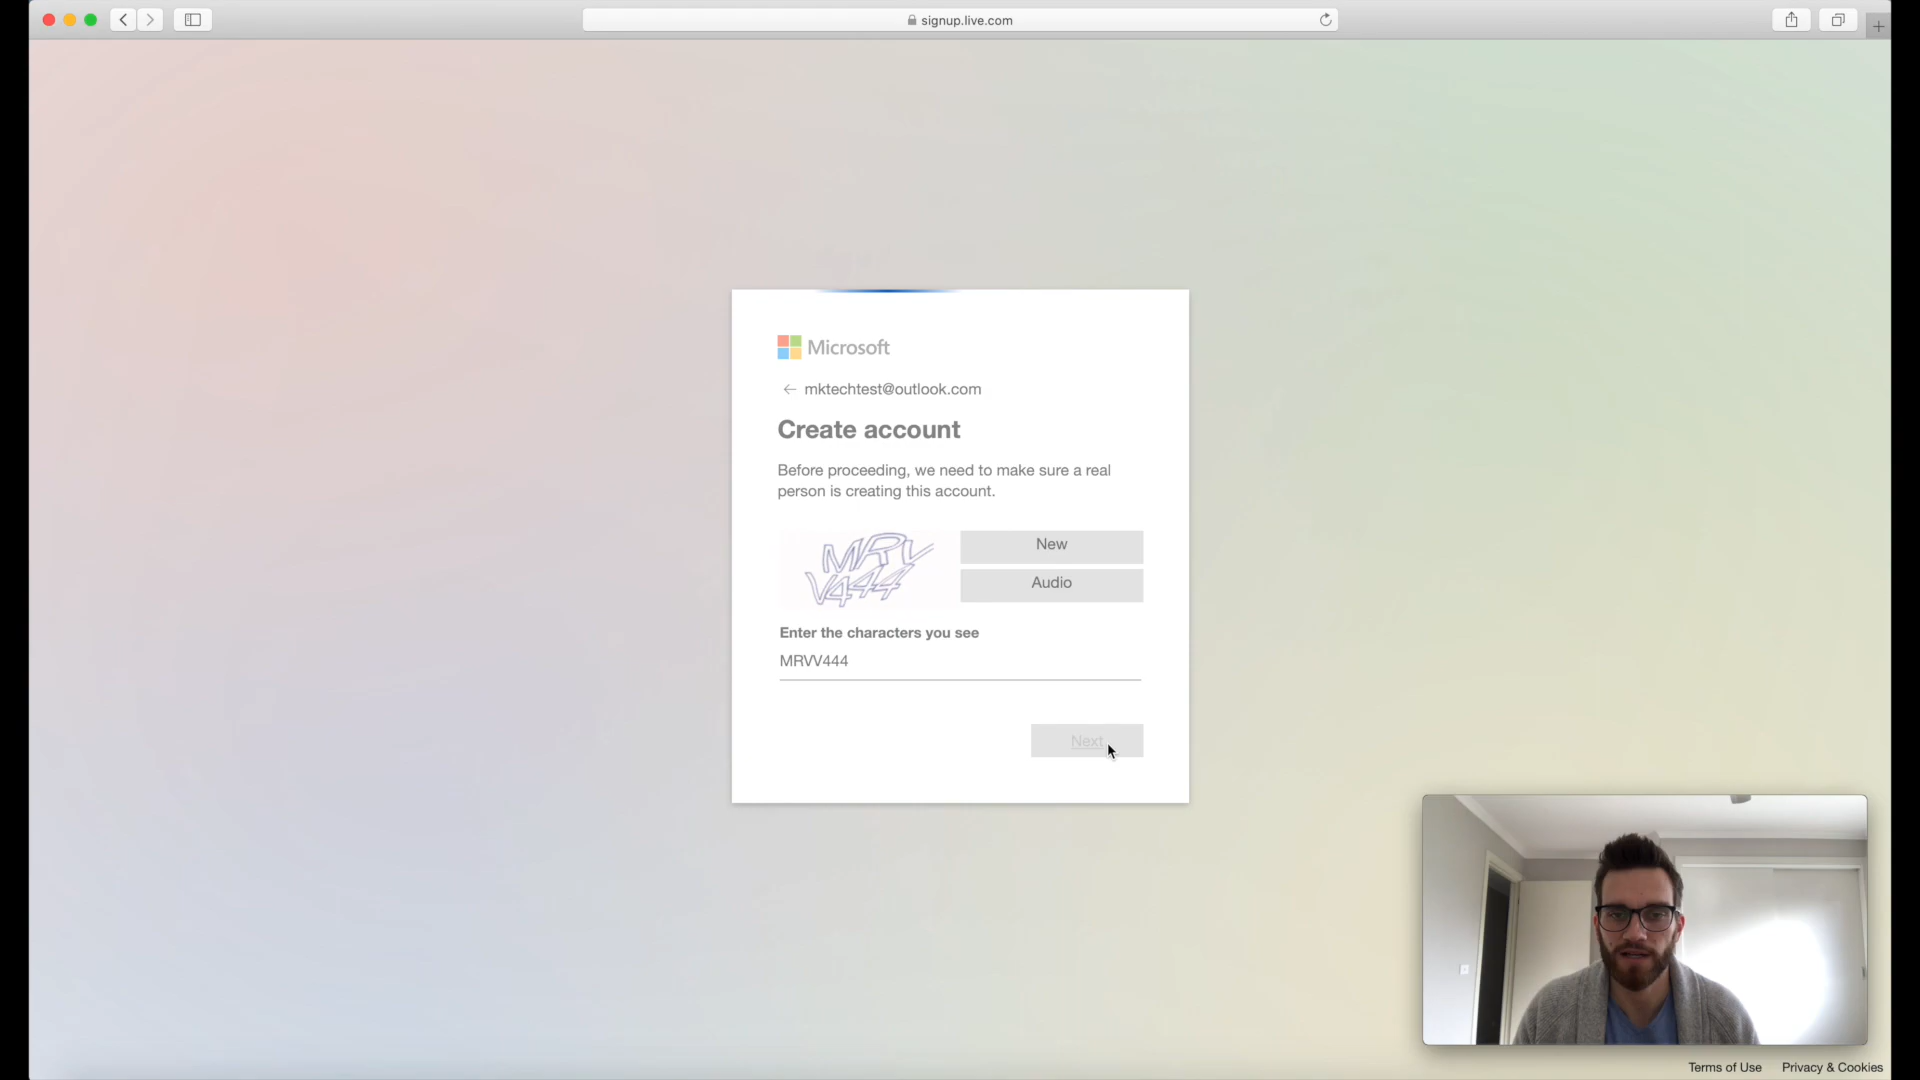 signup.live.com
Microsoft
mktechtest@outlook.com
Create account
Before proceeding, we need to make sure a real
person is creating this account.
MRV
V444
New
Audio
Enter the characters you see
MRVV444
Next
Terms of Use Privacy & Cookies